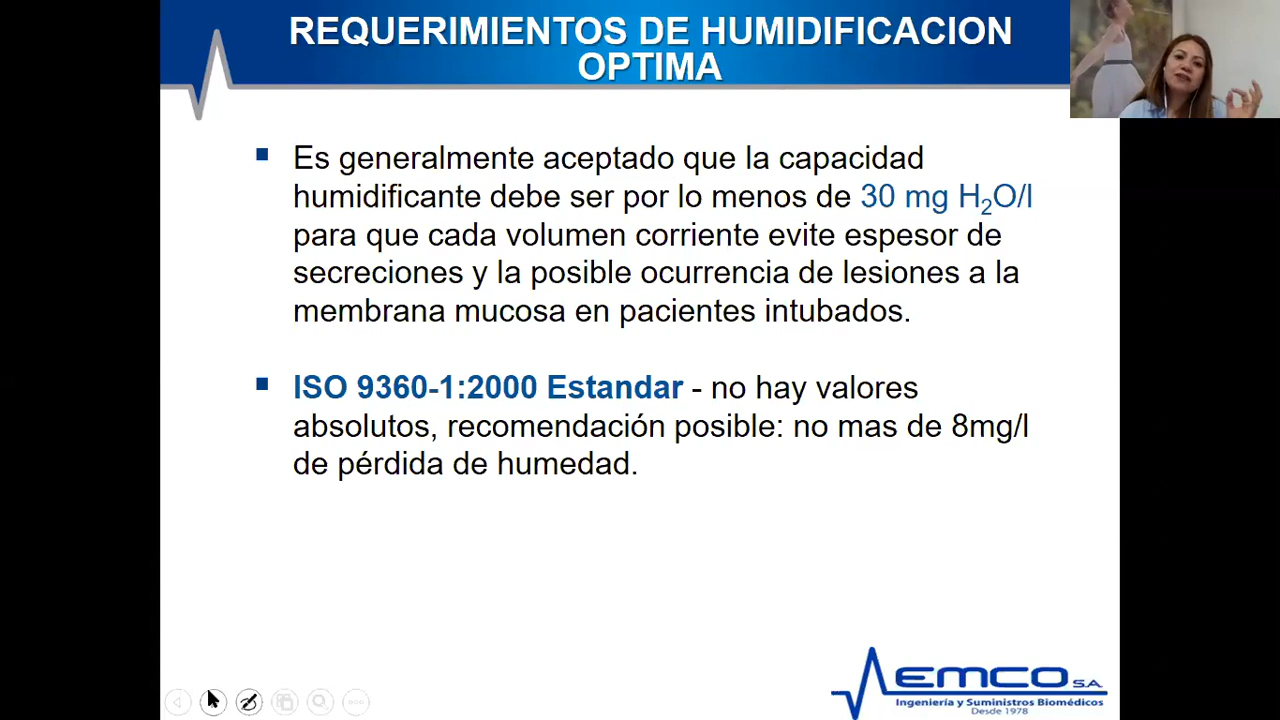 REQUERIMIENTOS DE HUMIDIFICACION
OPTIMA
Es generalmente aceptado que la capacidad
humidificante debe ser por lo menos de 30 mg H₂O/l
para que cada volumen corriente evite espesor de
secreciones y la posible ocurrencia de lesiones a la
membrana mucosa en pacientes intubados.
ISO 9360-1:2000 Estandar - no hay valores
absolutos, recomendación posible: no mas de 8mg/l
de pérdida de humedad.
EMCO S.A.
Ingeniería y Suministros Biomédicos
Desde 1978